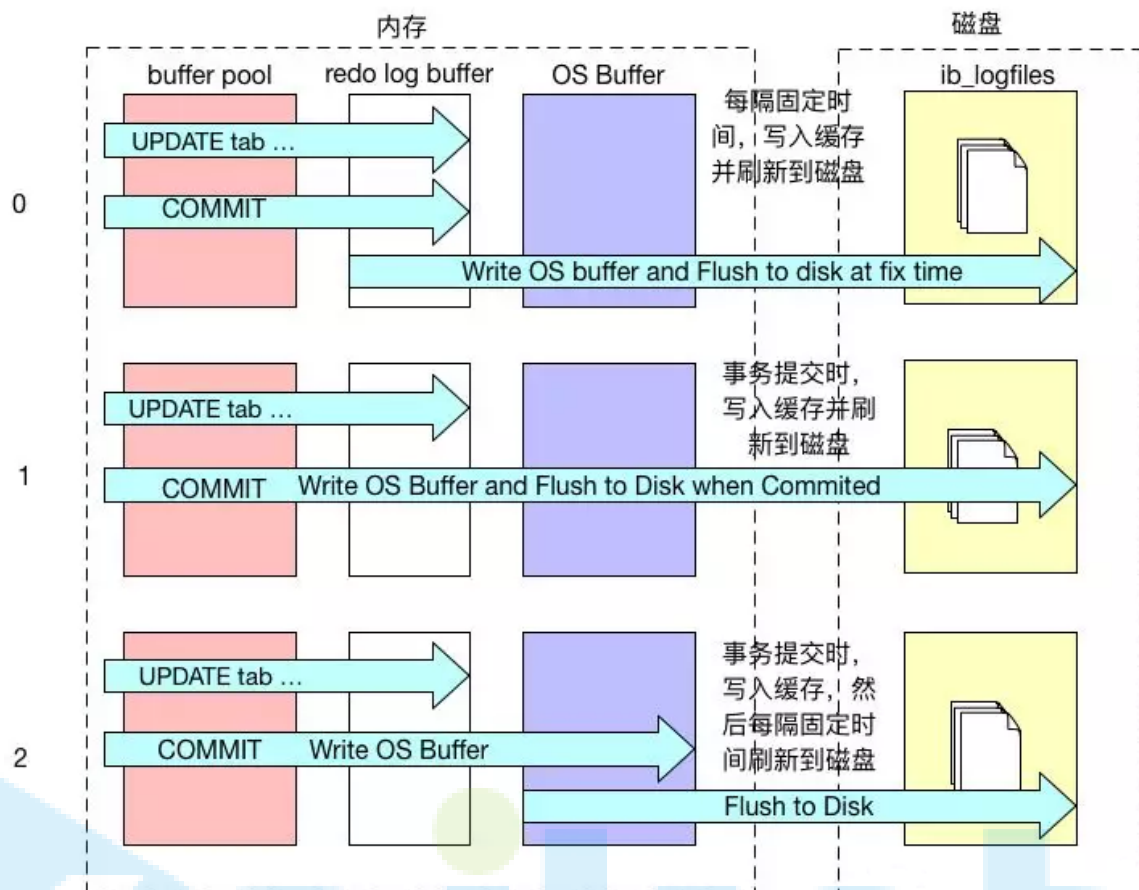 内存
磁盘
buffer pool
redo log buffer
OS Buffer
ib_logfiles
0
UPDATE tab ...
COMMIT
每隔固定时
间，写入缓存
并刷新到磁盘
Write OS buffer and Flush to disk at fix time
1
UPDATE tab ...
事务提交时，
写入缓存并刷
新到磁盘
COMMIT
Write OS Buffer and Flush to Disk when Commited
2
UPDATE tab ...
事务提交时，
写入缓存，然
后每隔固定时
间刷新到磁盘
COMMIT
Write OS Buffer
Flush to Disk